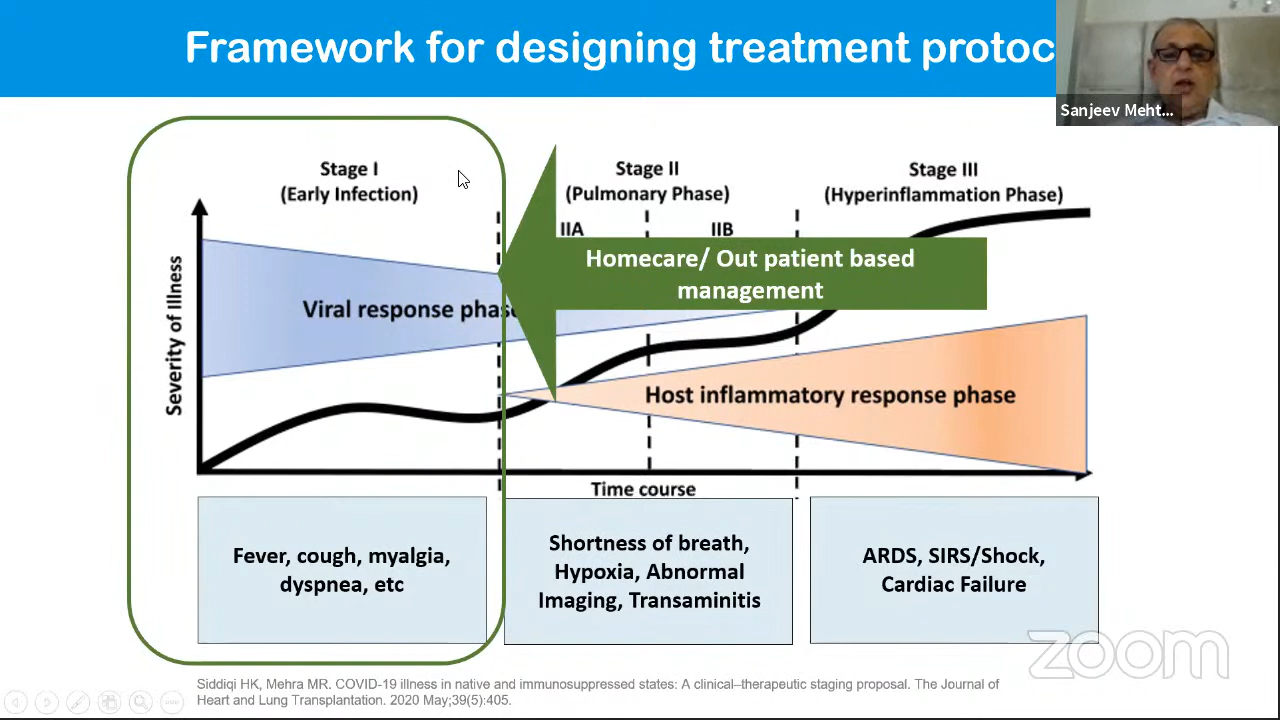 Framework for designing treatment protoc
Sanjeev Meht...
Stage I
(Early Infection)
Stage II
(Pulmonary Phase)
Stage III
(Hyperinflammation Phase)
IIA
IIB
Homecare/ Out patient based
management
Severity of Illness
Viral response phase
Host inflammatory response phase
Time course
Fever, cough, myalgia,
dyspnea, etc
Shortness of breath,
Hypoxia, Abnormal
Imaging, Transaminitis
ARDS, SIRS/Shock,
Cardiac Failure
zoom
Siddiqi HK, Mehra MR. COVID-19 illness in native and immunosuppressed states: A clinical–therapeutic staging proposal. The Journal of
Heart and Lung Transplantation. 2020 May;39(5):405.